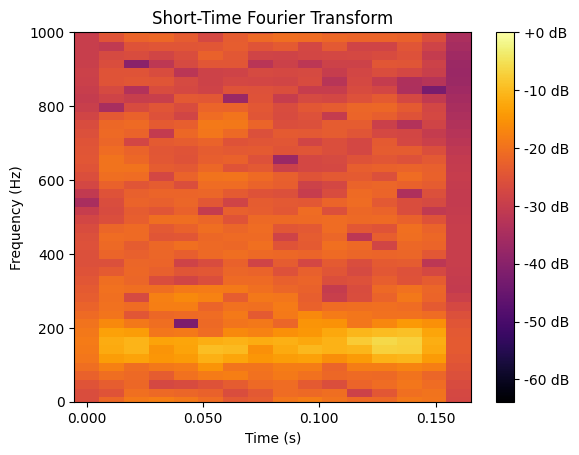 Short-Time Fourier Transform
1000
800
600
400
200
0
Frequency (Hz)
0.000
0.050
0.100
0.150
Time (s)
+0 dB
-10 dB
-20 dB
-30 dB
-40 dB
-50 dB
-60 dB